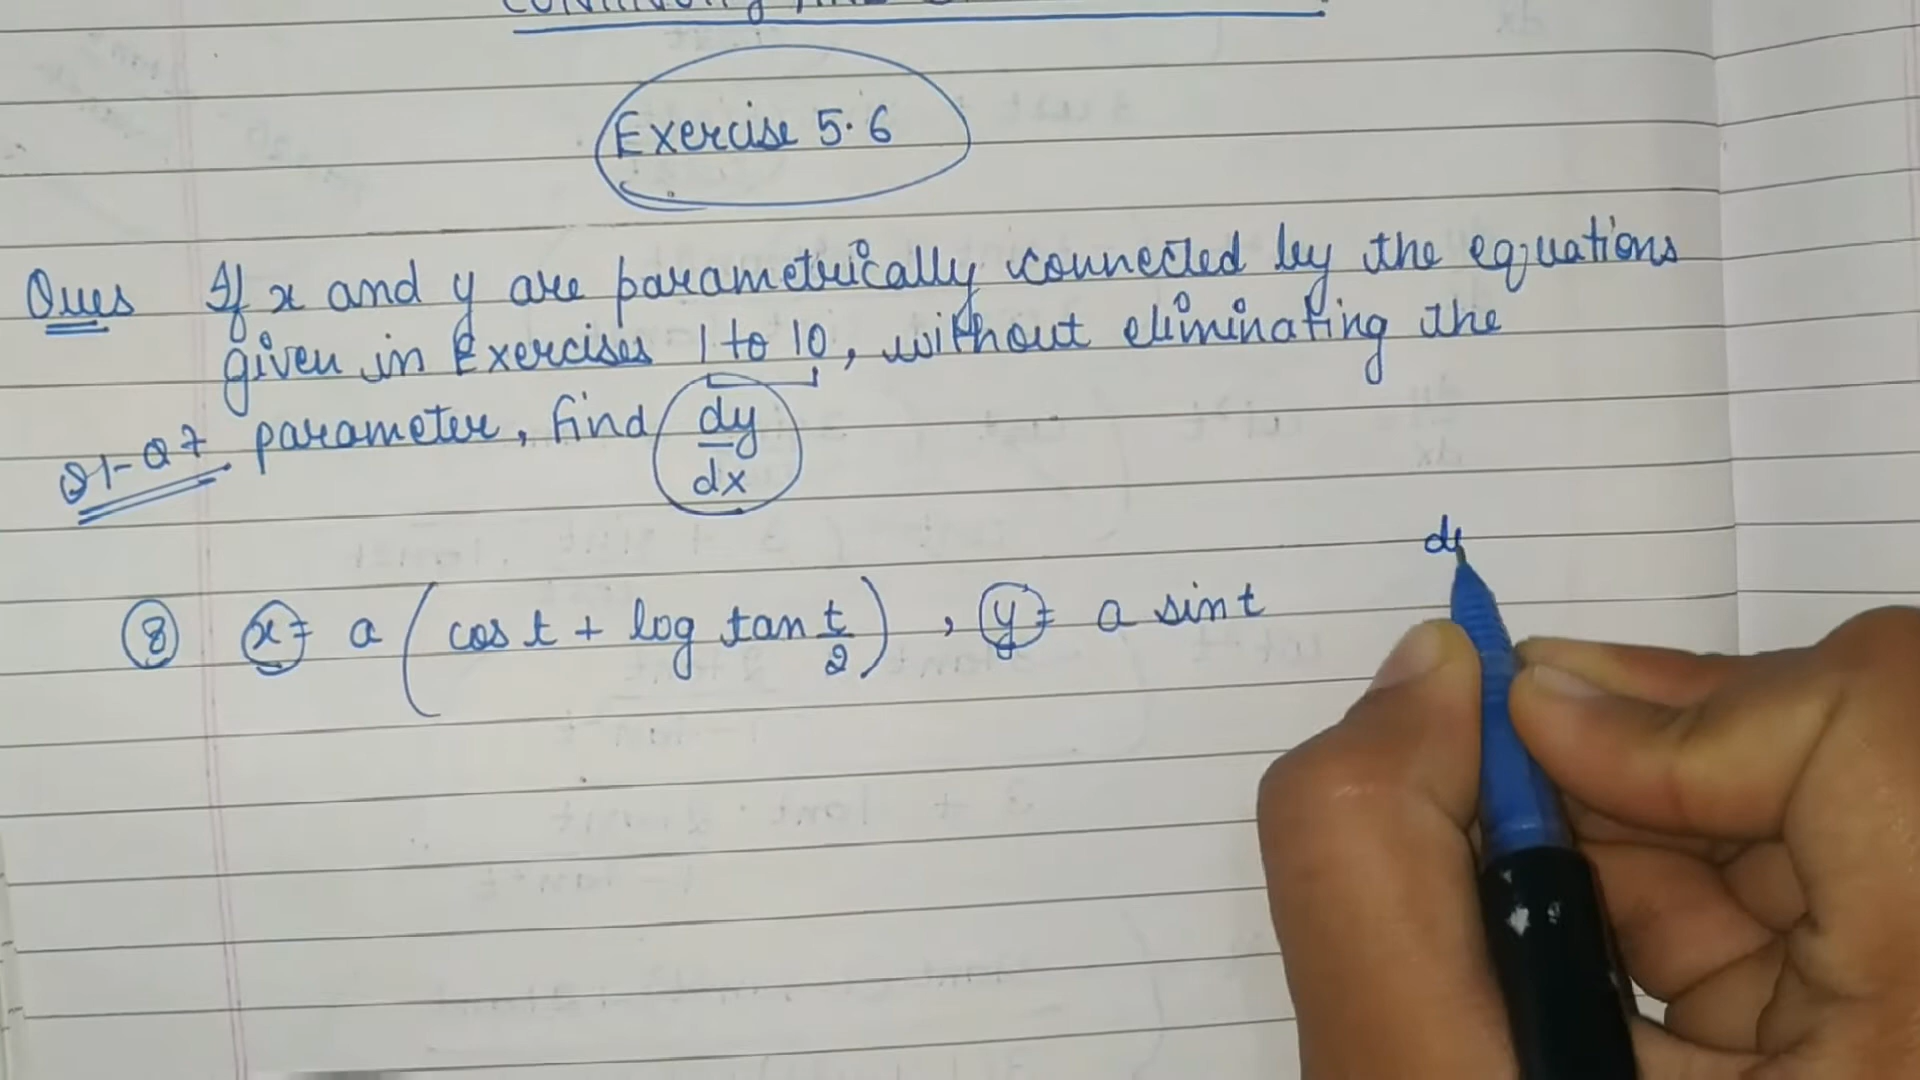 Exercise 5.6
Ques If x and y are parametrically connected by the equations
given in Exercises 1 to 10, without eliminating the
Q1-Q7 parameter, find dy/dx
⑧ x = a (cos t + log tan t/2) , y = a sin t
dy